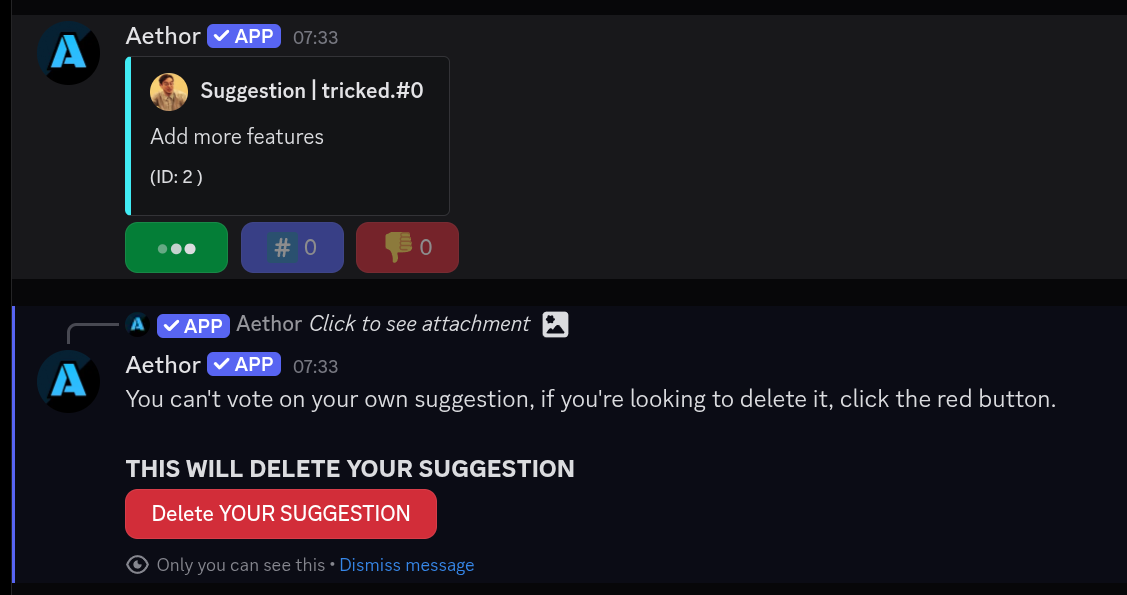 Aethor APP 07:33
Suggestion | tricked.#0
Add more features
(ID: 2 )
# 0 0
APP Aethor Click to see attachment
Aethor APP 07:33
You can't vote on your own suggestion, if you're looking to delete it, click the red button.
THIS WILL DELETE YOUR SUGGESTION
Delete YOUR SUGGESTION
Only you can see this • Dismiss message